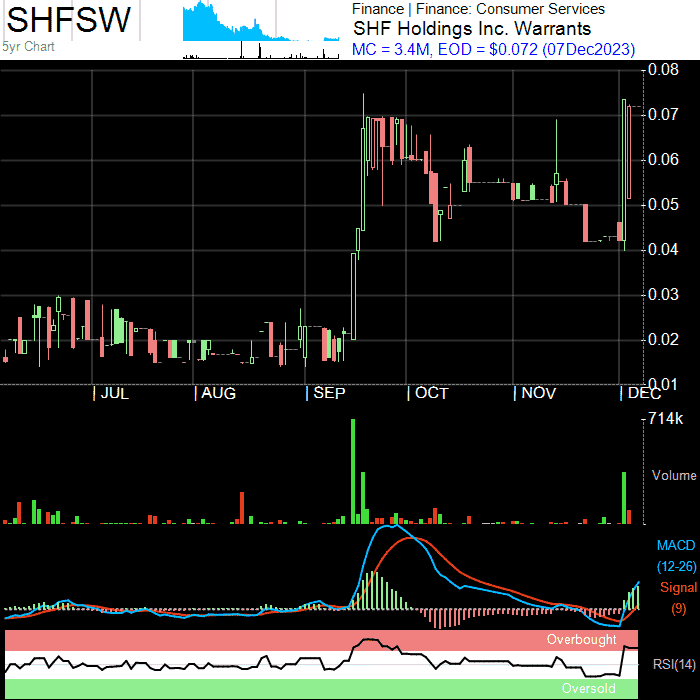 SHFSW
5yr Chart
Finance | Finance: Consumer Services
SHF Holdings Inc. Warrants
MC = 3.4M, EOD = $0.072 (07Dec2023)
0.08
0.07
0.06
0.05
0.04
0.03
0.02
0.01
| JUL | AUG | SEP | OCT | NOV | DEC
714k
Volume
MACD
(12-26)
Signal
(9)
Overbought
RSI(14)
Oversold